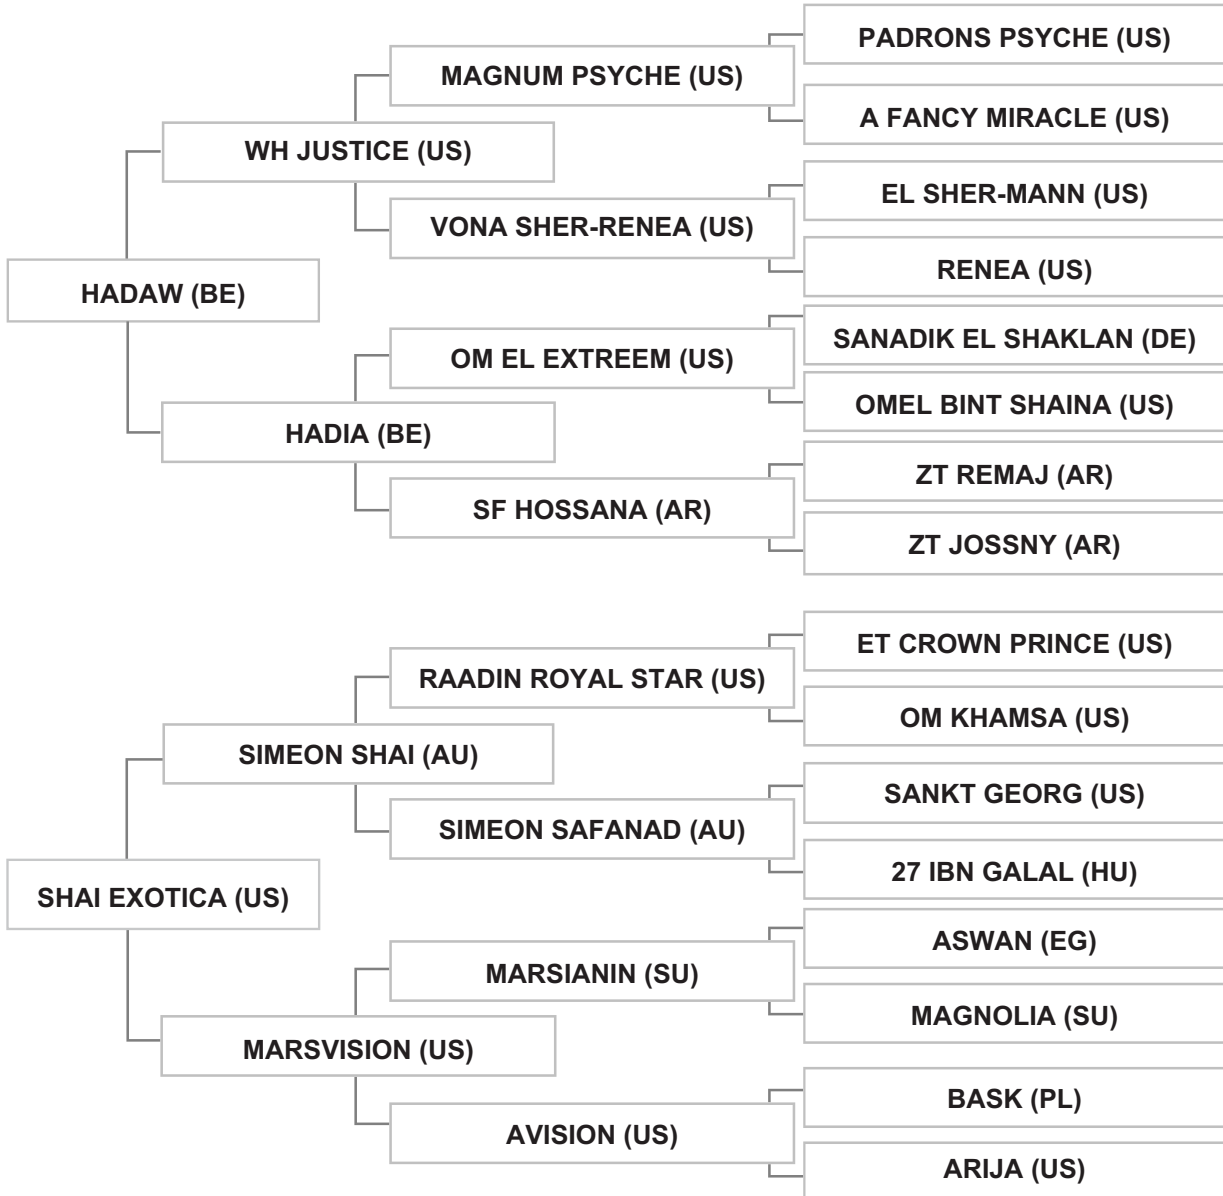 PADRONS PSYCHE (US)
MAGNUM PSYCHE (US)
A FANCY MIRACLE (US)
WH JUSTICE (US)
EL SHER-MANN (US)
VONA SHER-RENEA (US)
RENEA (US)
HADAW (BE)
SANADIK EL SHAKLAN (DE)
OM EL EXTREEM (US)
OMEL BINT SHAINA (US)
HADIA (BE)
ZT REMAJ (AR)
SF HOSSANA (AR)
ZT JOSSNY (AR)
ET CROWN PRINCE (US)
RAADIN ROYAL STAR (US)
OM KHAMSA (US)
SIMEON SHAI (AU)
SANKT GEORG (US)
SIMEON SAFANAD (AU)
27 IBN GALAL (HU)
SHAI EXOTICA (US)
ASWAN (EG)
MARSIANIN (SU)
MAGNOLIA (SU)
MARSVISION (US)
BASK (PL)
AVISION (US)
ARIJA (US)